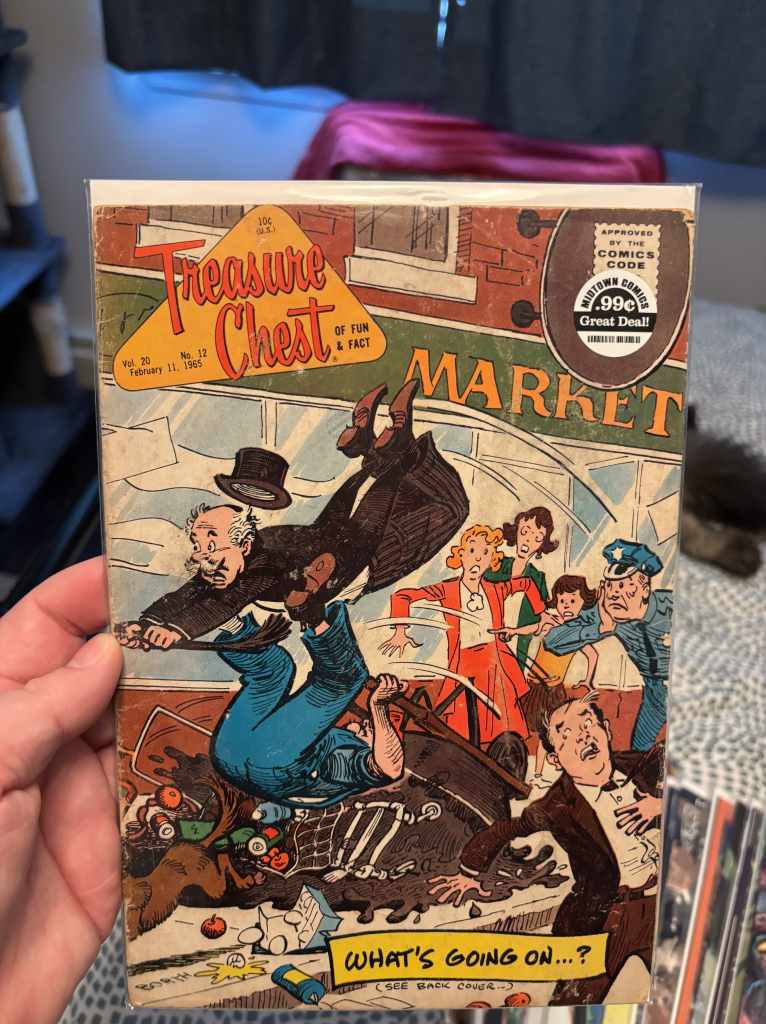 10¢
(U.S.)
Treasure
Chest
OF FUN
& FACT
Vol. 20 No. 12
February 11, 1965
APPROVED
BY THE
COMICS
CODE
MIDTOWN COMICS
.99¢
Great Deal!
MARKET
WHAT'S GOING ON...?
(SEE BACK COVER...)
BORTH